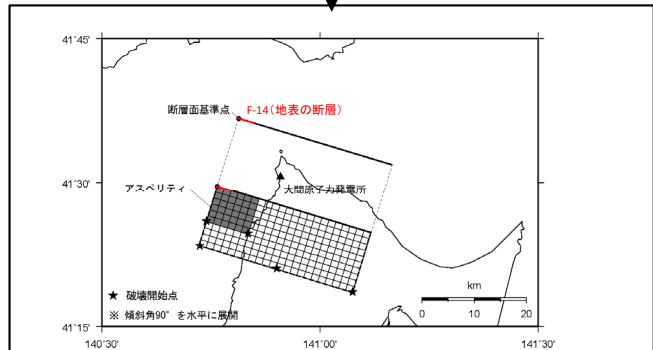 41°45'
断層面基準点
F-14(地表の断層)
41°30'
アスペリティ
大間原子力発電所
km
★ 破壊開始点
0 10 20
※ 傾斜角90°を水平に展開
41°15'
140°30' 141°00' 141°30'